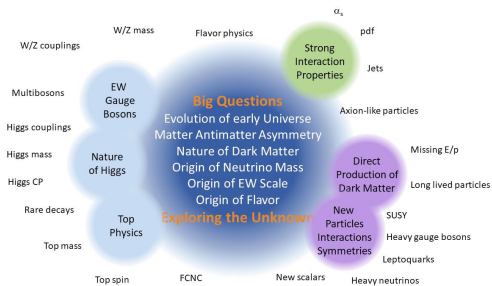 α_s
W/Z mass
Flavor physics
pdf
W/Z couplings
Strong
Interaction
Properties
Jets
Multibosons
EW
Gauge
Bosons
Big Questions
Evolution of early Universe
Matter Antimatter Asymmetry
Nature of Dark Matter
Origin of Neutrino Mass
Origin of EW Scale
Origin of Flavor
Exploring the Unknown
Axion-like particles
Higgs couplings
Higgs mass
Higgs CP
Nature
of Higgs
Direct
Production of
Dark Matter
Missing E/p
Long lived particles
Rare decays
Top mass
Top
Physics
New
Particles
Interactions
Symmetries
SUSY
Heavy gauge bosons
Leptoquarks
Top spin
FCNC
New scalars
Heavy neutrinos